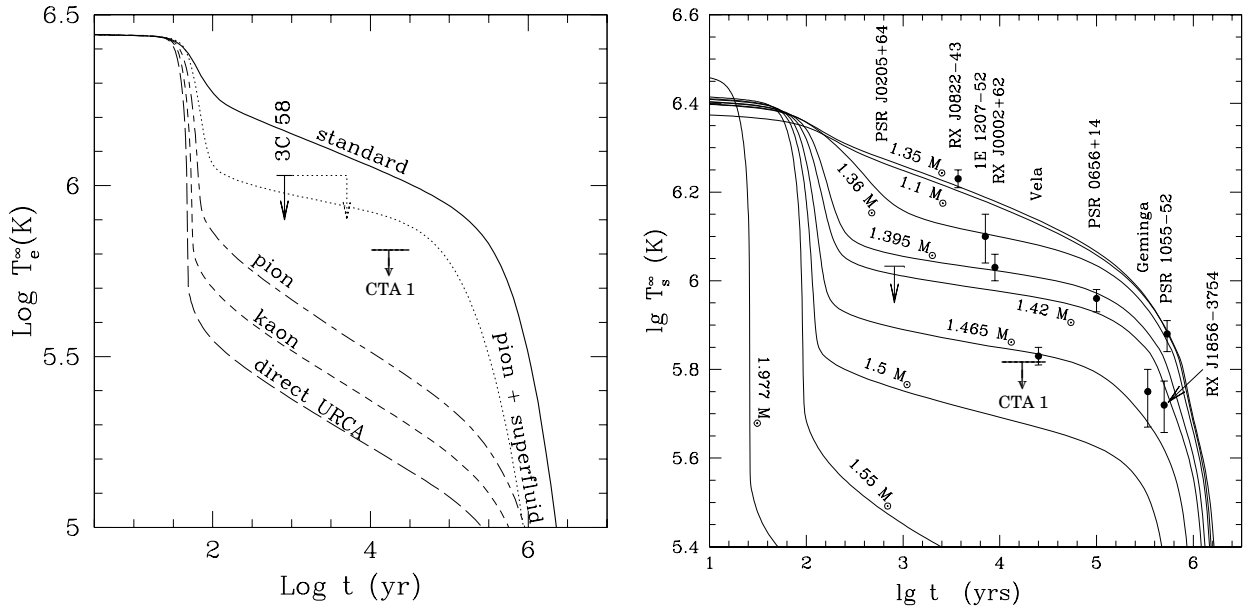 6.5
6
5.5
5
2
4
6
Log T∞e(K)
Log t (yr)
3C 58
standard
CTA 1
pion
kaon
direct URCA
pion + superfluid
6.6
6.4
6.2
6
5.8
5.6
5.4
1
2
3
4
5
6
lg T∞s (K)
lg t (yrs)
PSR J0205+64
RX J0822-43
1E 1207-52
RX J0002+62
Vela
PSR 0656+14
Geminga
PSR 1055-52
RX J1856-3754
1.35 M⊙
1.1 M⊙
1.36 M⊙
1.395 M⊙
1.42 M⊙
1.465 M⊙
1.5 M⊙
1.55 M⊙
1.977 M⊙
CTA 1